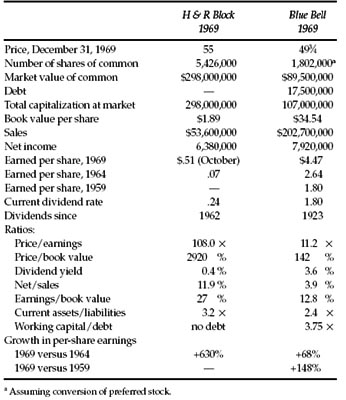 H & R Block Blue Bell
1969 1969
Price, December 31, 1969 55 49¾
Number of shares of common 5,426,000 1,802,000ᵃ
Market value of common $298,000,000 $89,500,000
Debt — 17,500,000
Total capitalization at market 298,000,000 107,000,000
Book value per share $1.89 $34.54
Sales $53,600,000 $202,700,000
Net income 6,380,000 7,920,000
Earned per share, 1969 $.51 (October) $4.47
Earned per share, 1964 .07 2.64
Earned per share, 1959 — 1.80
Current dividend rate .24 1.80
Dividends since 1962 1923
Ratios:
Price/earnings 108.0 × 11.2 ×
Price/book value 2920 % 142 %
Dividend yield 0.4 % 3.6 %
Net/sales 11.9 % 3.9 %
Earnings/book value 27 % 12.8 %
Current assets/liabilities 3.2 × 2.4 ×
Working capital/debt no debt 3.75 ×
Growth in per-share earnings
1969 versus 1964 +630% +68%
1969 versus 1959 — +148%
ᵃ Assuming conversion of preferred stock.